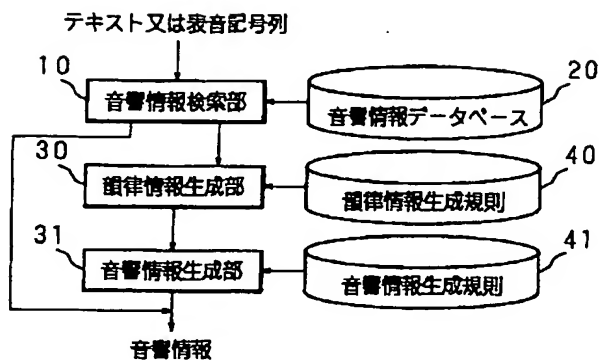 テキスト又は表音記号列
10
音響情報検索部
20
音響情報データベース
30
韻律情報生成部
40
韻律情報生成規則
31
音響情報生成部
41
音響情報生成規則
音響情報